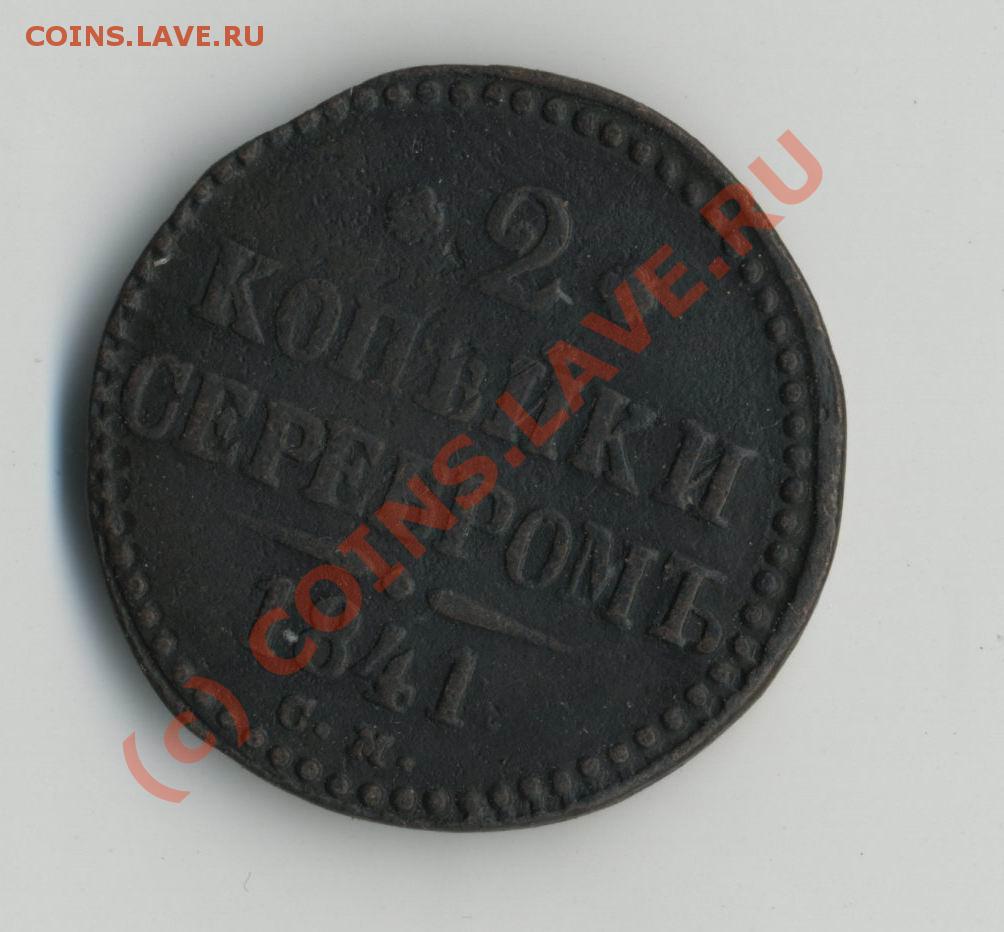 COINS.LAVE.RU
* 2 *
КОПѢЙКИ
СЕРЕБРОМЪ
1841.
С. М.
(c) COINS.LAVE.RU